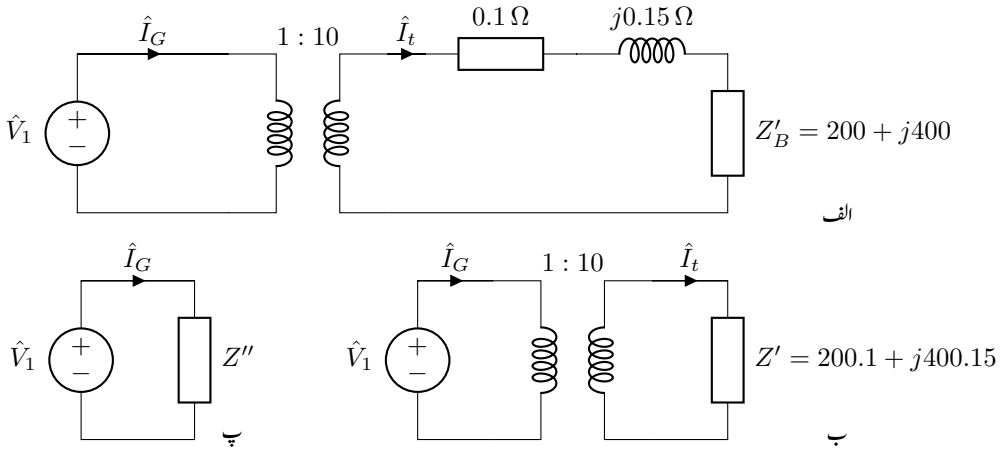 Î_G
1 : 10
Î_t
0.1 Ω
j0.15 Ω
V̂_1
+
−
Z'_B = 200 + j400
الف
Î_G
V̂_1
+
−
Z''
پ
Î_G
1 : 10
Î_t
V̂_1
+
−
Z' = 200.1 + j400.15
ب